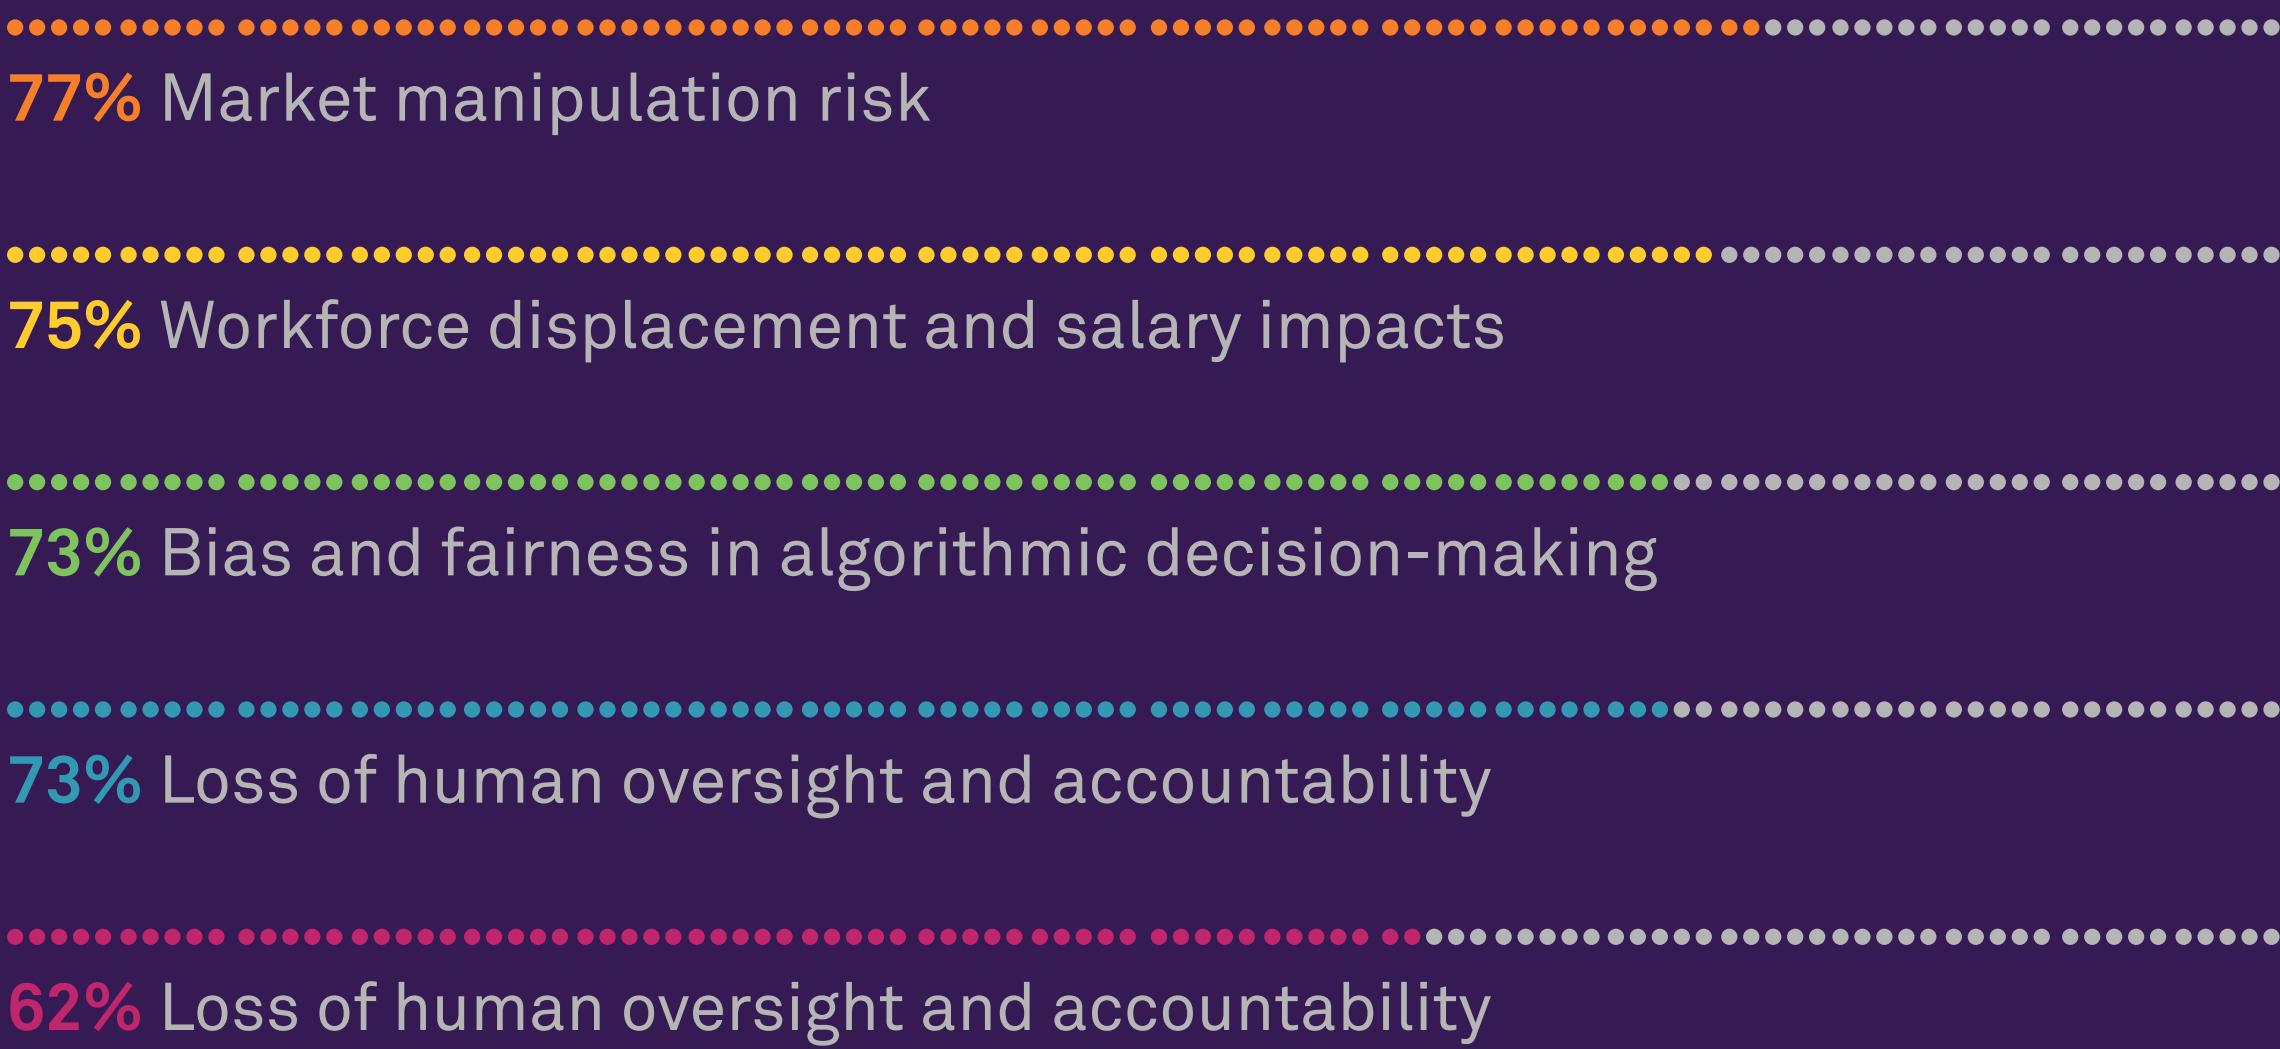 77% Market manipulation risk
75% Workforce displacement and salary impacts
73% Bias and fairness in algorithmic decision-making
73% Loss of human oversight and accountability
62% Loss of human oversight and accountability